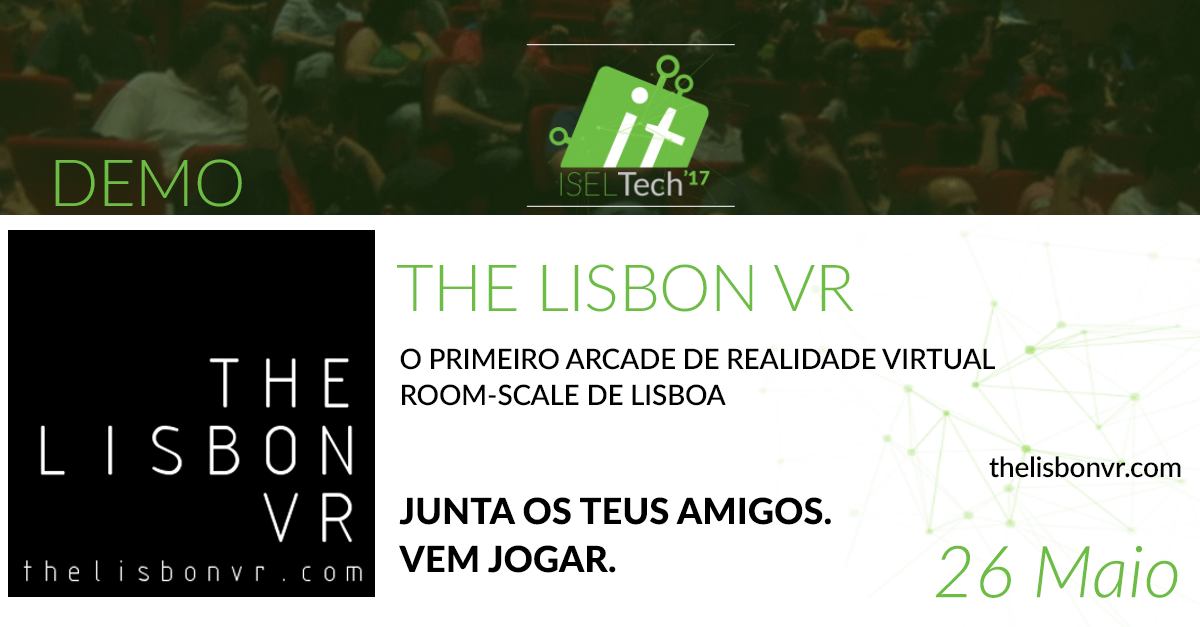 it
ISELTech'17
DEMO
THE
LISBON
VR
thelisbonvr.com
THE LISBON VR
O PRIMEIRO ARCADE DE REALIDADE VIRTUAL
ROOM-SCALE DE LISBOA
thelisbonvr.com
JUNTA OS TEUS AMIGOS.
VEM JOGAR.
26 Maio